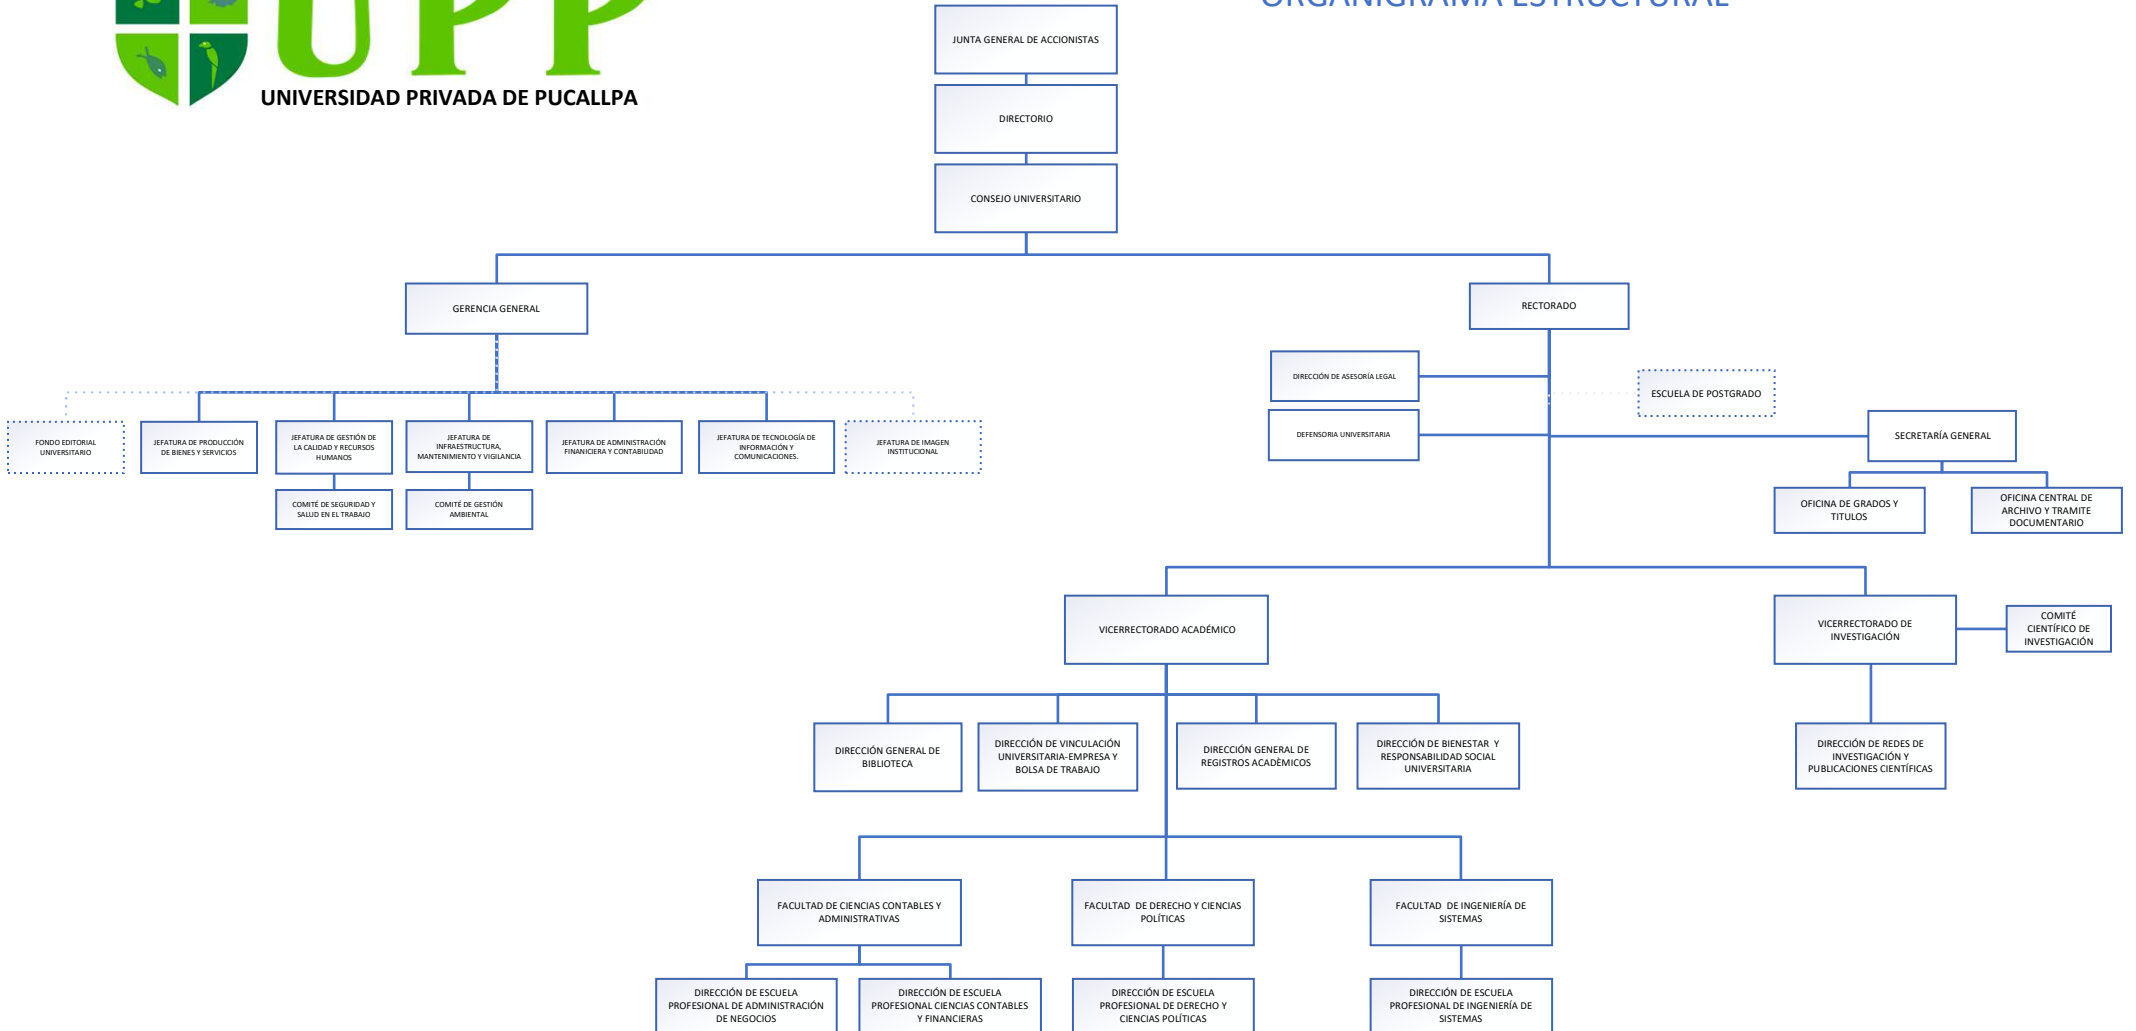 ORGANIGRAMA ESTRUCTURAL
UPP
UNIVERSIDAD PRIVADA DE PUCALLPA
JUNTA GENERAL DE ACCIONISTAS
DIRECTORIO
CONSEJO UNIVERSITARIO
GERENCIA GENERAL
RECTORADO
DIRECCIÓN DE ASESORÍA LEGAL
ESCUELA DE POSTGRADO
DEFENSORIA UNIVERSITARIA
SECRETARÍA GENERAL
FONDO EDITORIAL
UNIVERSITARIO
JEFATURA DE PRODUCCIÓN
DE BIENES Y SERVICIOS
JEFATURA DE GESTIÓN DE
LA CALIDAD Y RECURSOS
HUMANOS
JEFATURA DE
INFRAESTRUCTURA,
MANTENIMIENTO Y VIGILANCIA
JEFATURA DE ADMINISTRACIÓN
FINANCIERA Y CONTABILIDAD
JEFATURA DE TECNOLOGÍA DE
INFORMACIÓN Y
COMUNICACIONES.
JEFATURA DE IMAGEN
INSTITUCIONAL
COMITÉ DE SEGURIDAD Y
SALUD EN EL TRABAJO
COMITÉ DE GESTIÓN
AMBIENTAL
OFICINA DE GRADOS Y
TITULOS
OFICINA CENTRAL DE
ARCHIVO Y TRAMITE
DOCUMENTARIO
VICERRECTORADO ACADÉMICO
VICERRECTORADO DE
INVESTIGACIÓN
COMITÉ
CIENTÍFICO DE
INVESTIGACIÓN
DIRECCIÓN GENERAL DE
BIBLIOTECA
DIRECCIÓN DE VINCULACIÓN
UNIVERSITARIA-EMPRESA Y
BOLSA DE TRABAJO
DIRECCIÓN GENERAL DE
REGISTROS ACADÈMICOS
DIRECCIÓN DE BIENESTAR Y
RESPONSABILIDAD SOCIAL
UNIVERSITARIA
DIRECCIÓN DE REDES DE
INVESTIGACIÓN Y
PUBLICACIONES CIENTÍFICAS
FACULTAD DE CIENCIAS CONTABLES Y
ADMINISTRATIVAS
FACULTAD DE DERECHO Y CIENCIAS
POLÍTICAS
FACULTAD DE INGENIERÍA DE
SISTEMAS
DIRECCIÓN DE ESCUELA
PROFESIONAL DE ADMINISTRACIÓN
DE NEGOCIOS
DIRECCIÓN DE ESCUELA
PROFESIONAL CIENCIAS CONTABLES
Y FINANCIERAS
DIRECCIÓN DE ESCUELA
PROFESIONAL DE DERECHO Y
CIENCIAS POLÍTICAS
DIRECCIÓN DE ESCUELA
PROFESIONAL DE INGENIERÍA DE
SISTEMAS